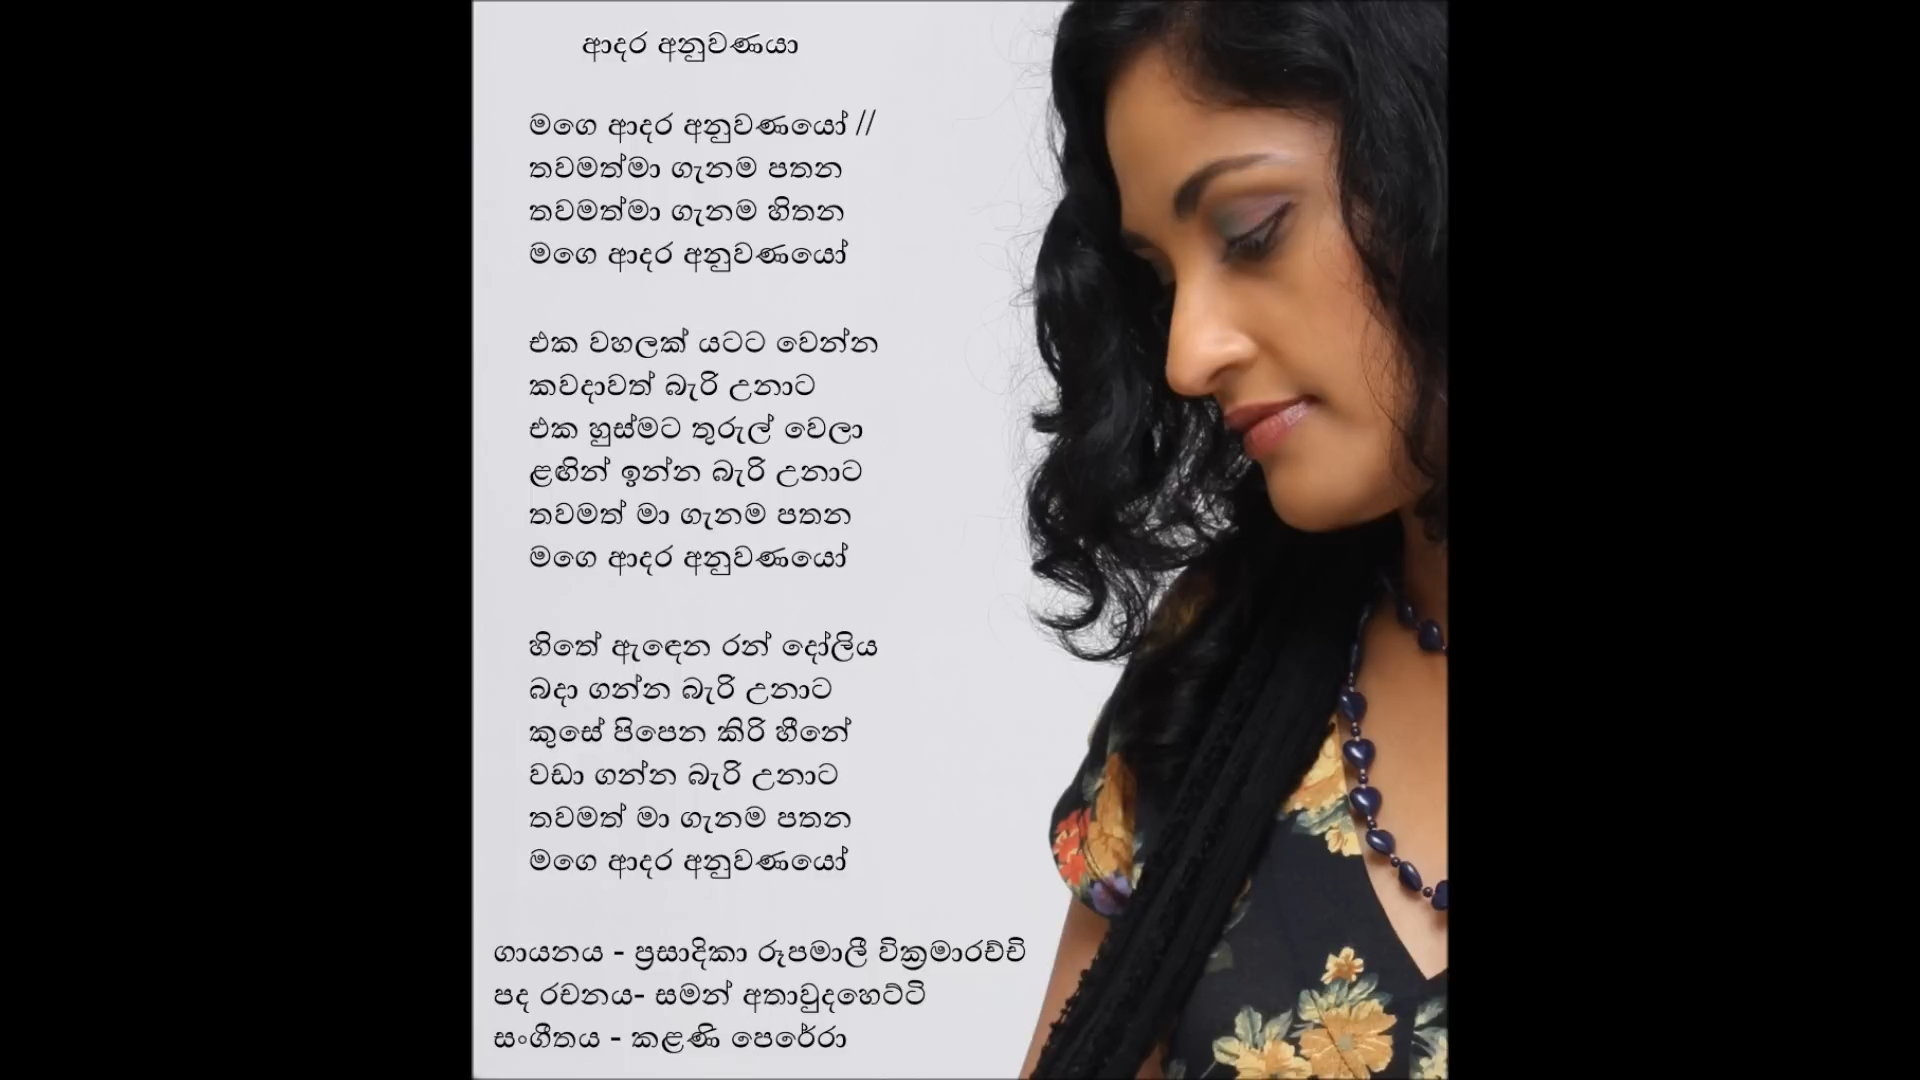 ආදර අනුවණයා
මගෙ ආදර අනුවණයෝ //
තවමත්මා ගැනම පතන
තවමත්මා ගැනම හිතන
මගෙ ආදර අනුවණයෝ
එක වහලක් යටට වෙන්න
කවදාවත් බැරි උනාට
එක හුස්මට තුරුල් වෙලා
ළඟින් ඉන්න බැරි උනාට
තවමත් මා ගැනම පතන
මගෙ ආදර අනුවණයෝ
හිතේ ඇඳෙන රන් දෝලිය
බදා ගන්න බැරි උනාට
කුසේ පිපෙන කිරි හීනේ
වඩා ගන්න බැරි උනාට
තවමත් මා ගැනම පතන
මගෙ ආදර අනුවණයෝ
ගායනය - ප්‍රසාදිකා රූපමාලී වික්‍රමාරච්චි
පද රචනය- සමන් අතාවුදහෙට්ටි
සංගීතය - කළණි පෙරේරා